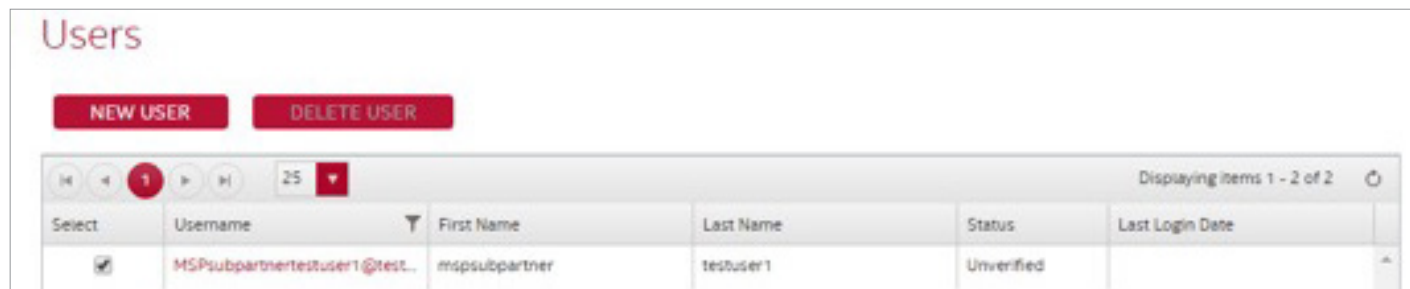 Users
NEW USER DELETE USER
1 25 Displaying items 1 - 2 of 2
Select Username First Name Last Name Status Last Login Date
MSPsubpartnertestuser1@test... mspsubpartner testuser1 Unverified